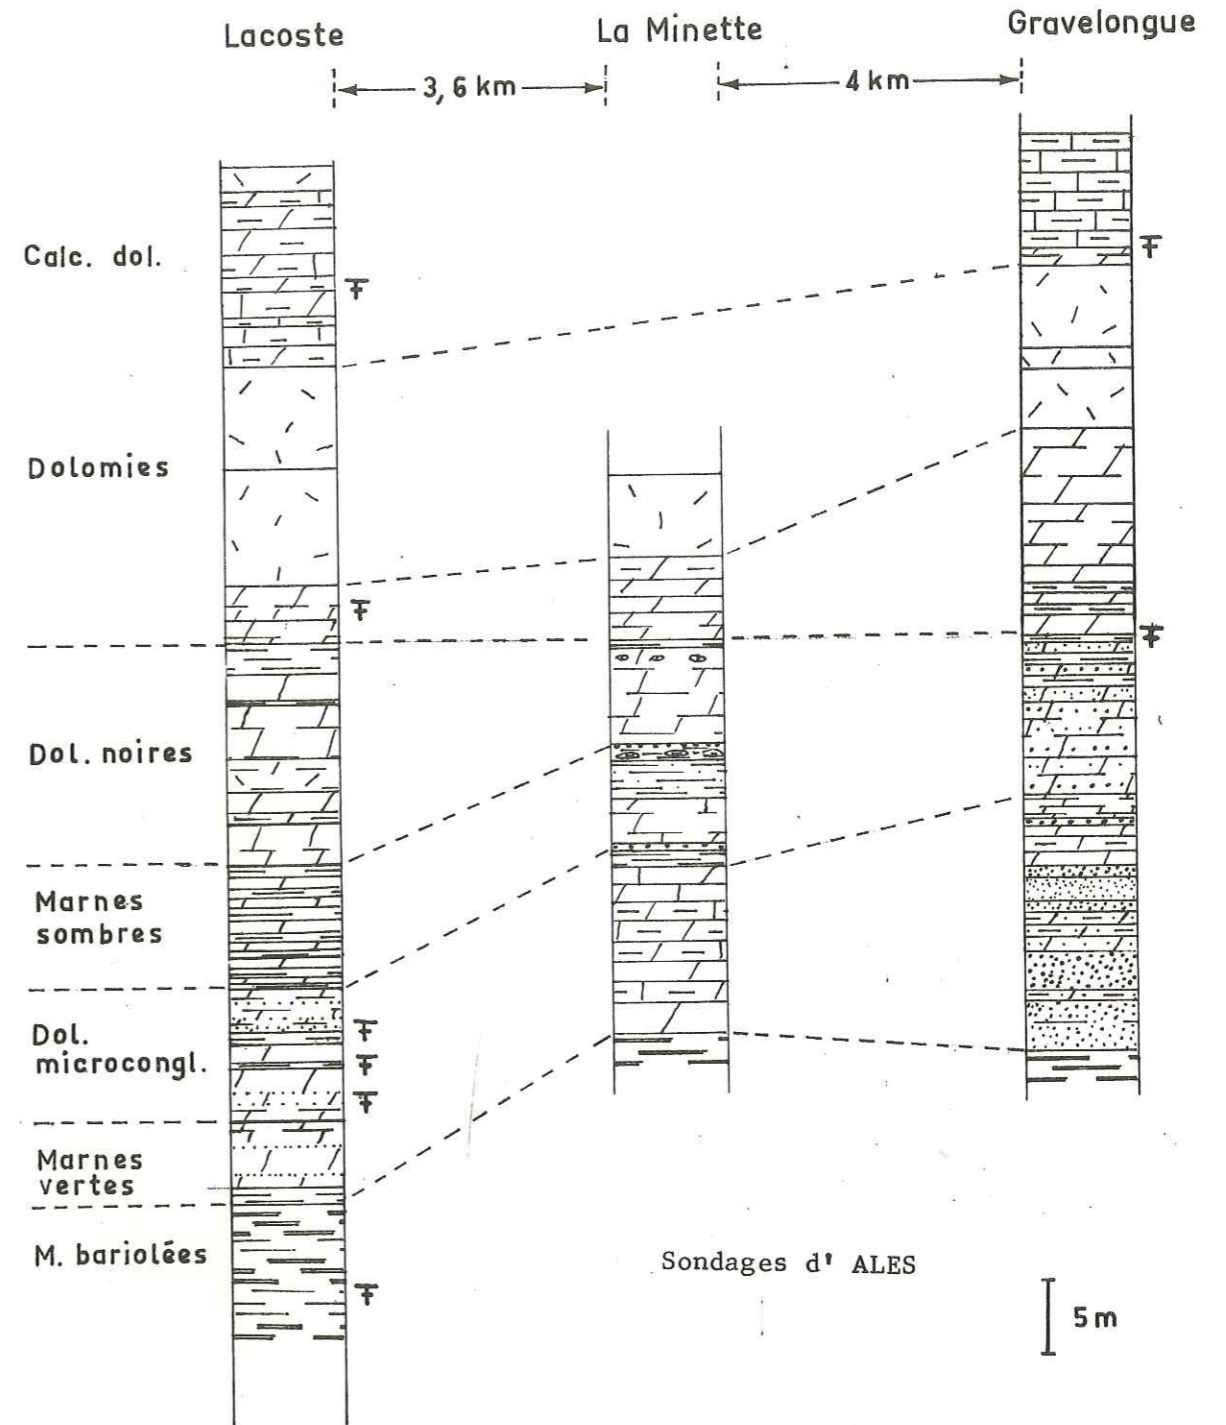 Lacoste
La Minette
Gravelongue
3,6 km
4 km
Calc. dol.
Dolomies
Dol. noires
Marnes
sombres
Dol.
microcongl.
Marnes
vertes
M. bariolées
Sondages d' ALES
5 m